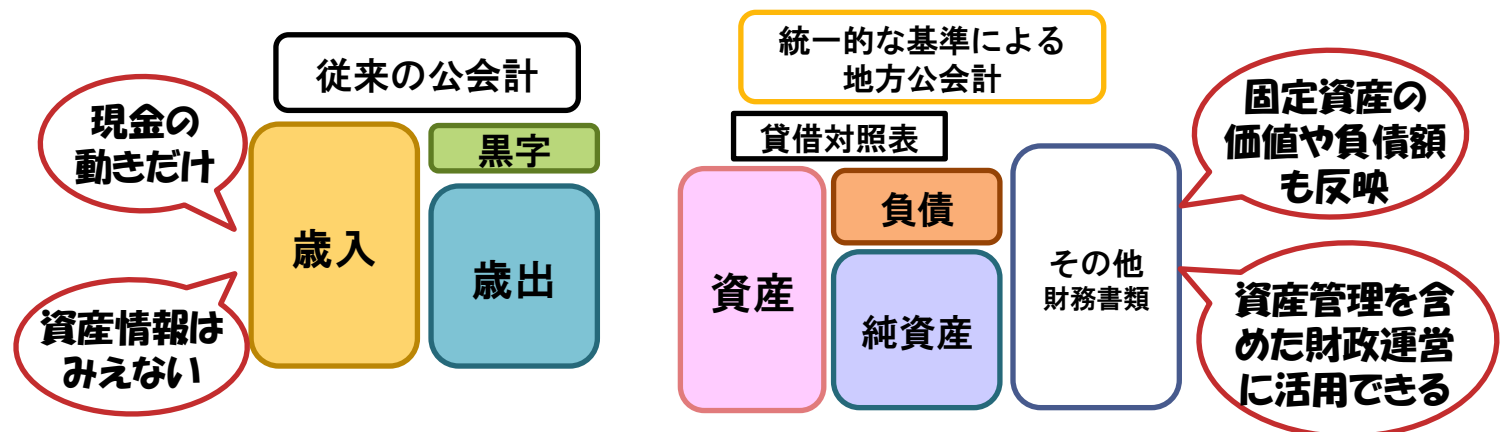 従来の公会計
現金の
動きだけ
資産情報は
みえない
歳入
黒字
歳出
統一的な基準による
地方公会計
貸借対照表
資産
負債
純資産
その他
財務書類
固定資産の
価値や負債額
も反映
資産管理を含
めた財政運営
に活用できる